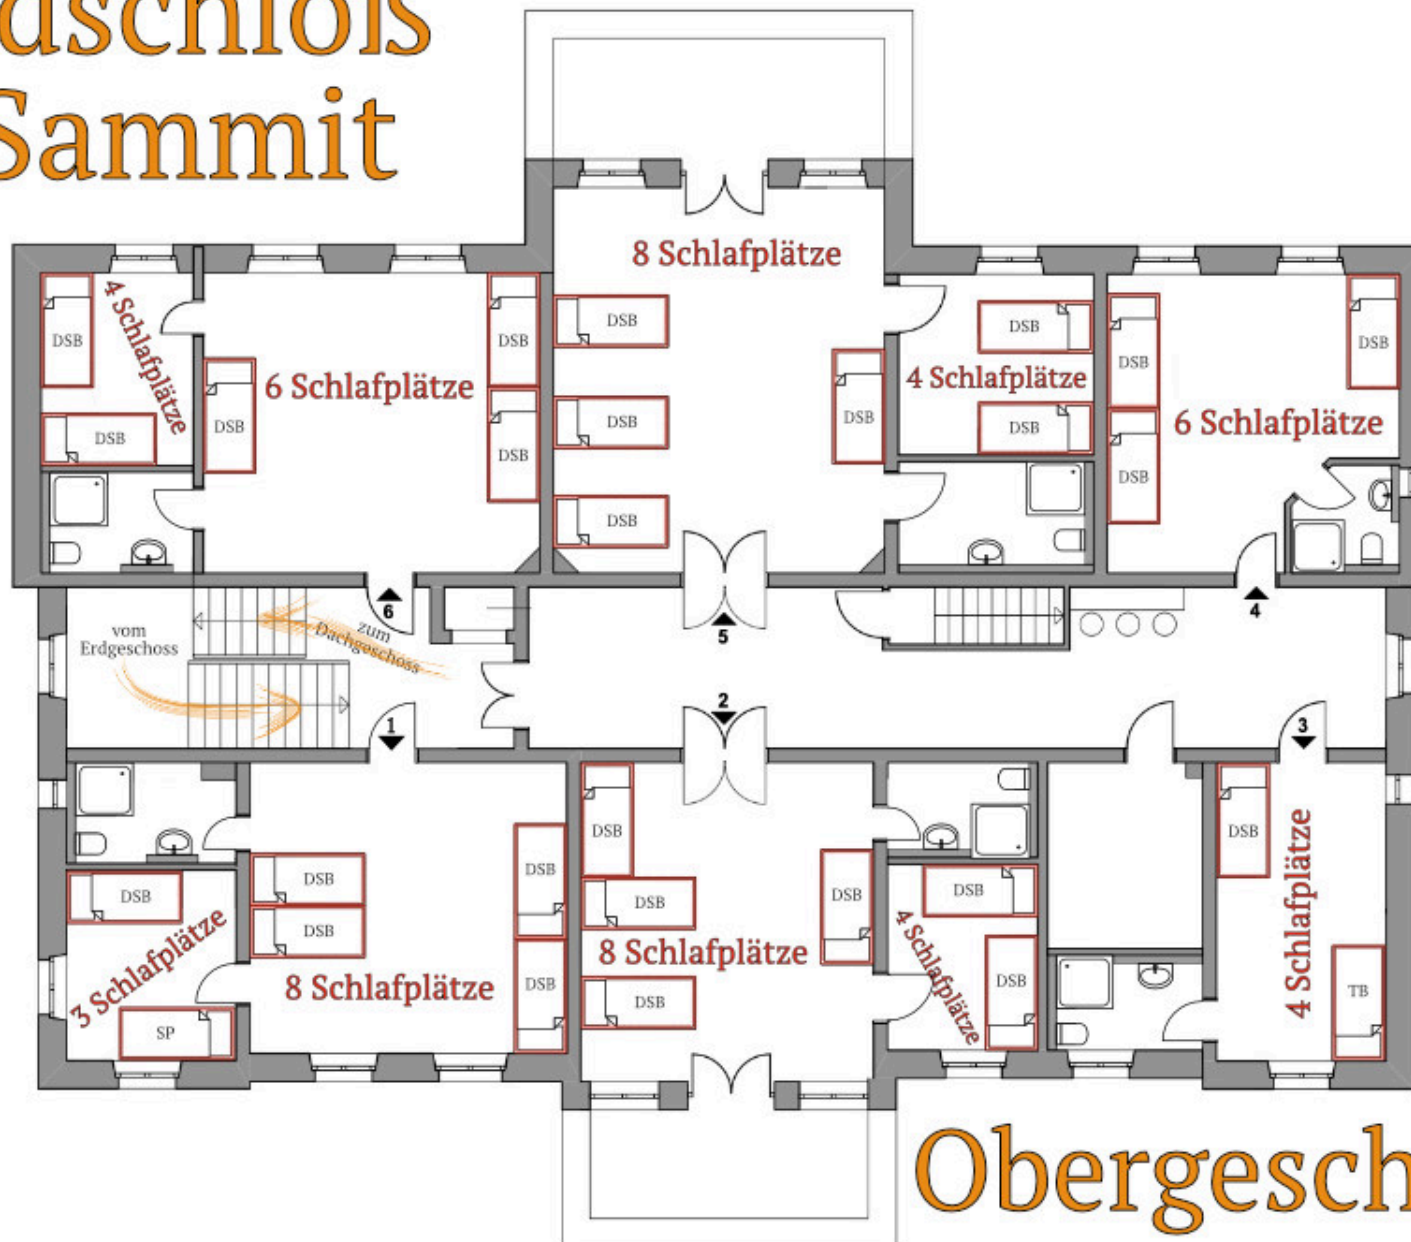 dschloß
Sammit
8 Schlafplätze
4 Schlafplätze
DSB
DSB
6 Schlafplätze
DSB
DSB
DSB
DSB
DSB
DSB
DSB
DSB
4 Schlafplätze
DSB
DSB
DSB
DSB
6 Schlafplätze
vom
Erdgeschoss
zum
Dachgeschoss
6
5
4
1
2
3
DSB
3 Schlafplätze
SP
DSB
DSB
DSB
DSB
8 Schlafplätze
DSB
DSB
DSB
DSB
8 Schlafplätze
DSB
4 Schlafplätze
DSB
DSB
4 Schlafplätze
TB
Obergesch